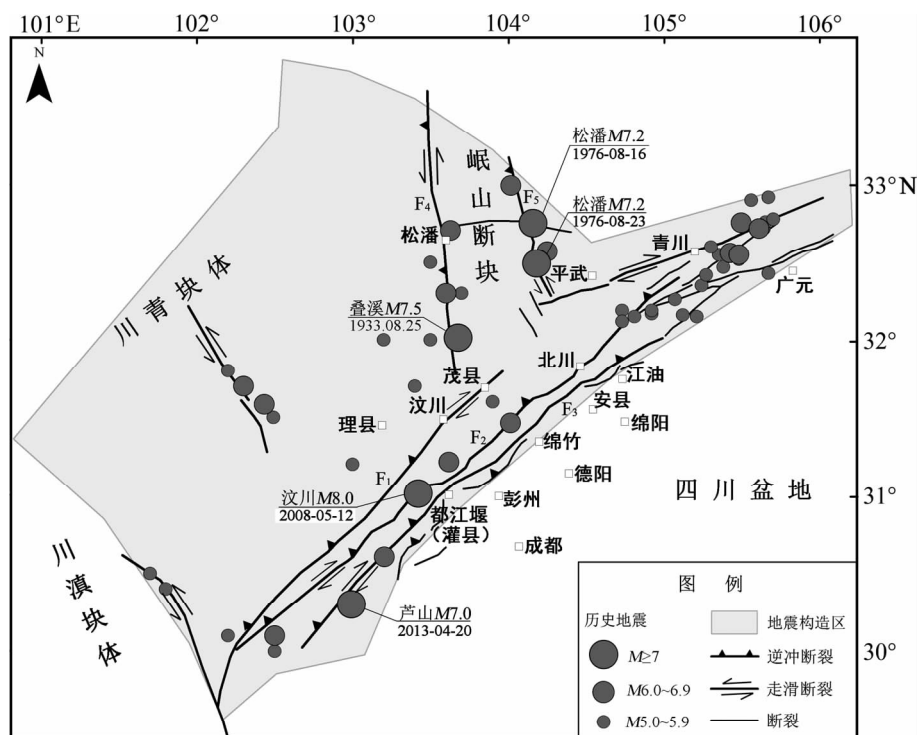 101°E
102°
103°
104°
105°
106°
N
松潘M7.2
1976-08-16
岷山断块
F₅
33°N
松潘M7.2
1976-08-23
F₄
松潘
青川
平武
广元
川青块体
叠溪M7.5
1933.08.25
32°
北川
茂县
江油
汶川
安县
理县
F₃
绵阳
F₂
绵竹
F₁
德阳
四川盆地
汶川M8.0
2008-05-12
31°
都江堰
（灌县）
彭州
成都
川滇块体
芦山M7.0
2013-04-20
30°
图 例
历史地震
地震构造区
M≥7
逆冲断裂
M6.0~6.9
走滑断裂
M5.0~5.9
断裂